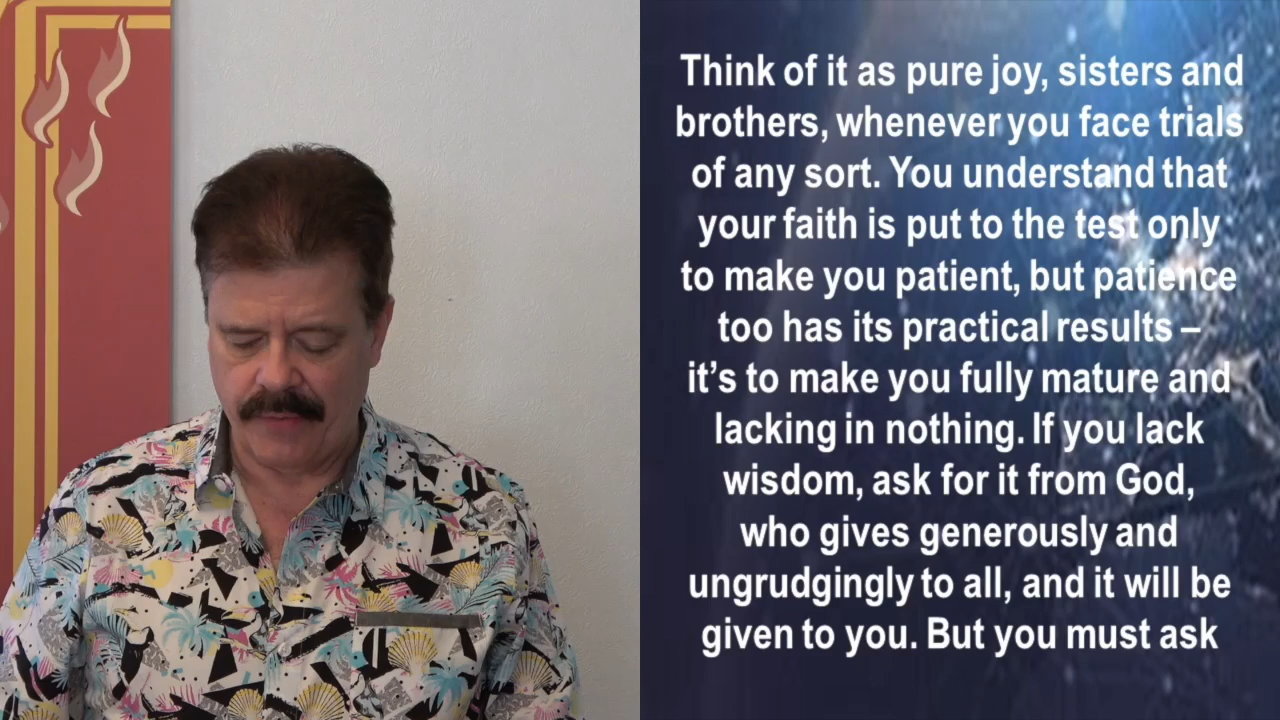 Think of it as pure joy, sisters and
brothers, whenever you face trials
of any sort. You understand that
your faith is put to the test only
to make you patient, but patience
too has its practical results –
it’s to make you fully mature and
lacking in nothing. If you lack
wisdom, ask for it from God,
who gives generously and
ungrudgingly to all, and it will be
given to you. But you must ask